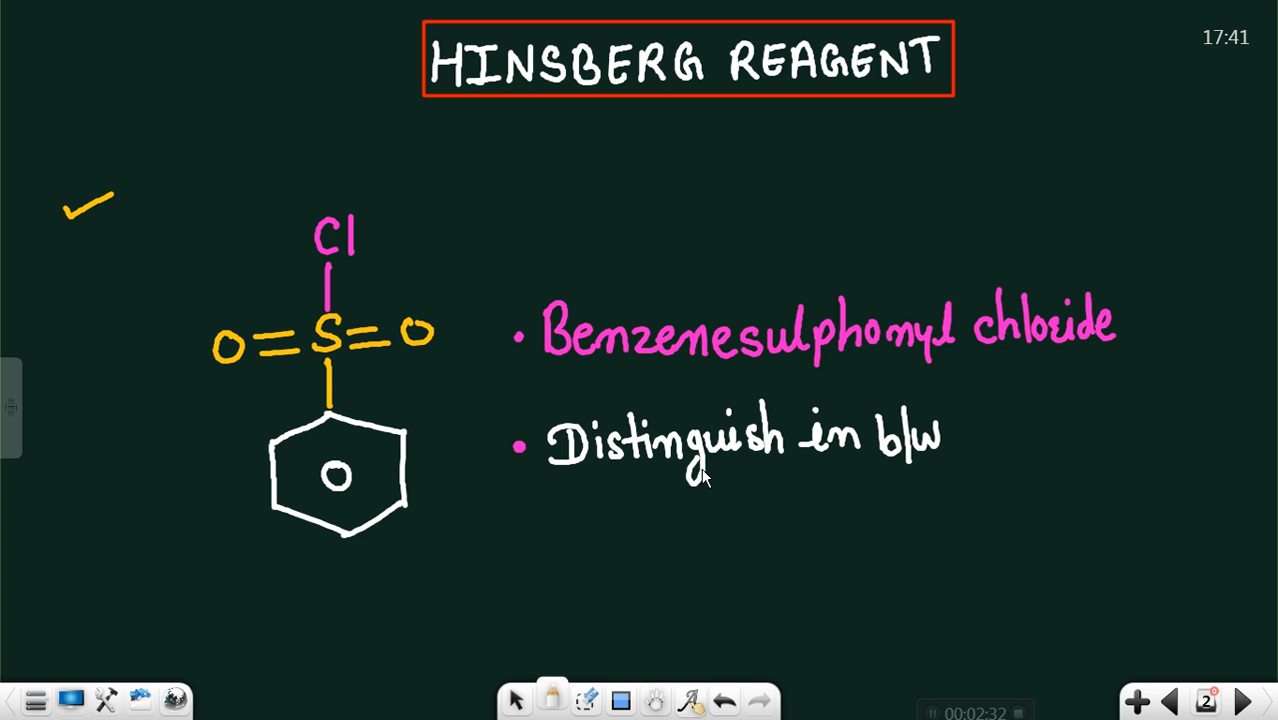 HINSBERG REAGENT
17:41
Cl
O=S=O
• Benzenesulphonyl chloride
• Distinguish in b/w
2
00:02:32